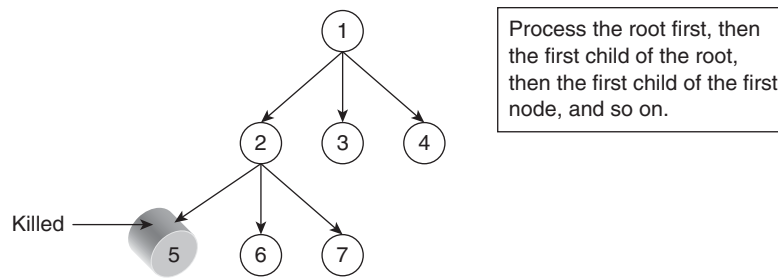 1
Process the root first, then
the first child of the root,
then the first child of the first
node, and so on.
2 3 4
Killed
5 6 7